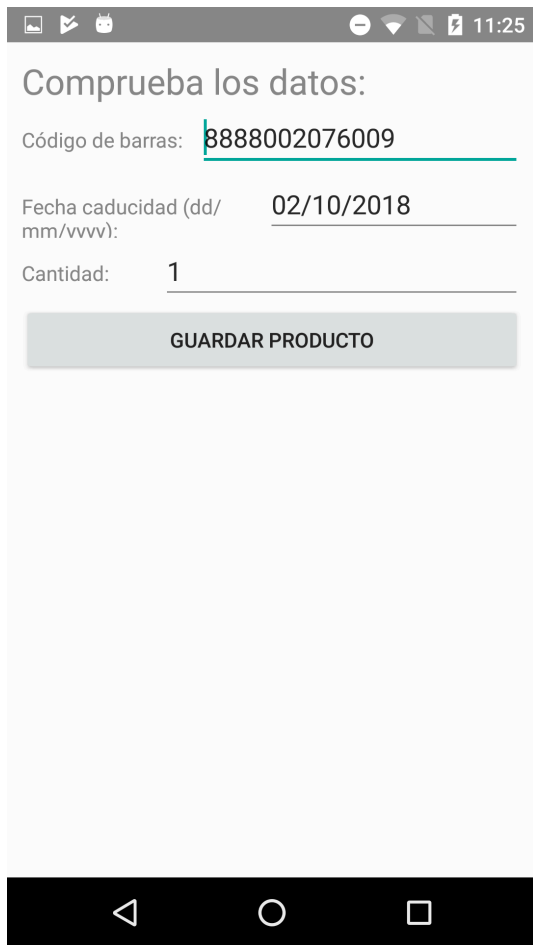 11:25
Comprueba los datos:
Código de barras: 8888002076009
Fecha caducidad (dd/ 02/10/2018
mm/yyyy):
Cantidad: 1
GUARDAR PRODUCTO